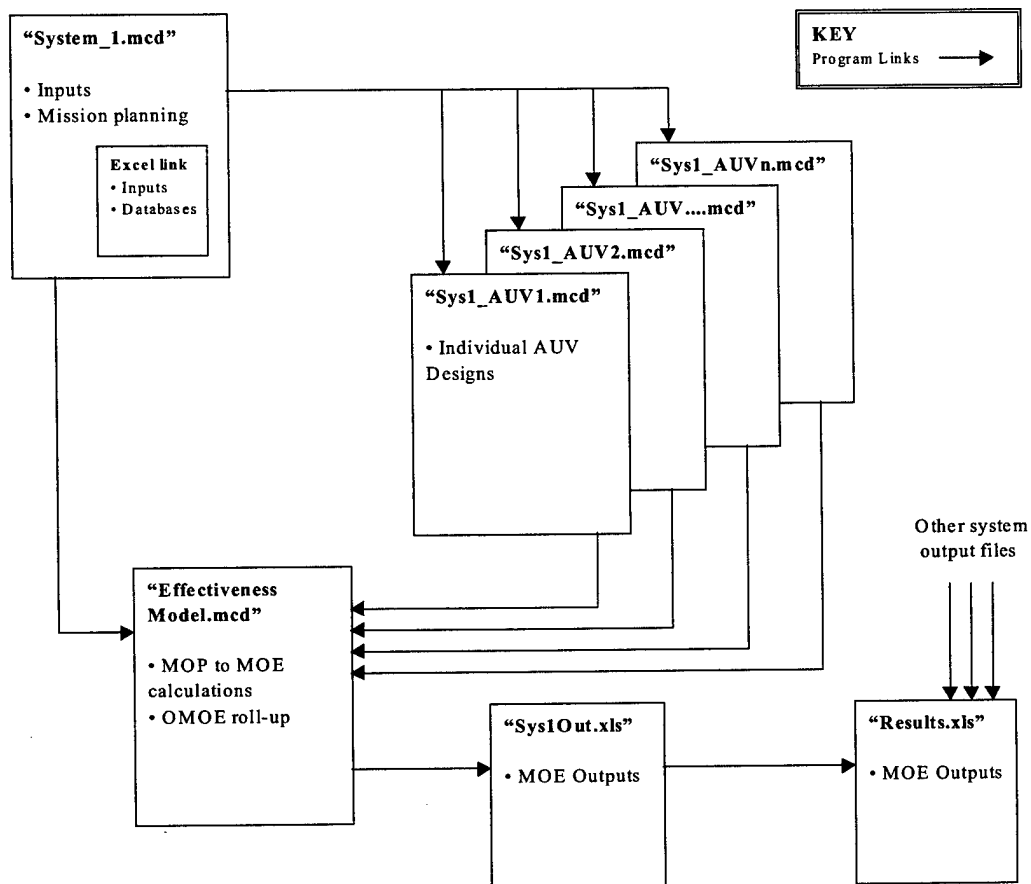 “System_1.mcd”
• Inputs
• Mission planning
Excel link
• Inputs
• Databases
KEY
Program Links
“Sys1_AUVn.mcd”
“Sys1_AUV....mcd”
“Sys1_AUV2.mcd”
“Sys1_AUV1.mcd”
• Individual AUV
Designs
Other system
output files
“Effectiveness
Model.mcd”
• MOP to MOE
calculations
• OMOE roll-up
“Sys1Out.xls”
• MOE Outputs
“Results.xls”
• MOE Outputs